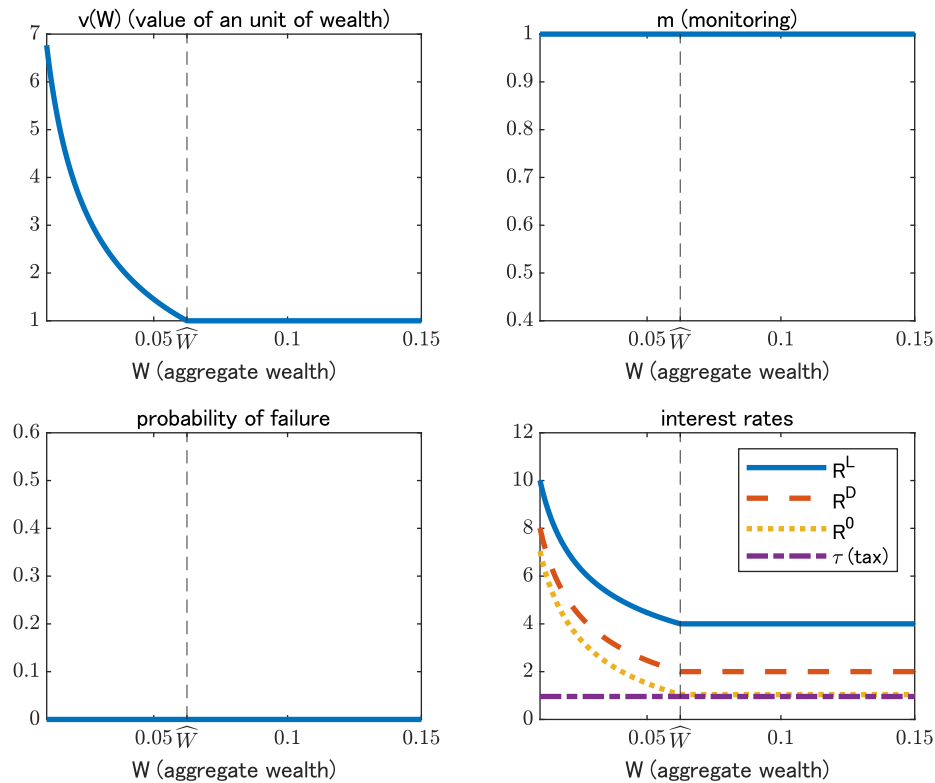 v(W) (value of an unit of wealth)
7
6
5
4
3
2
1
0.05 Ŵ 0.1 0.15
W (aggregate wealth)
m (monitoring)
1
0.9
0.8
0.7
0.6
0.5
0.4
0.05 Ŵ 0.1 0.15
W (aggregate wealth)
probability of failure
0.6
0.5
0.4
0.3
0.2
0.1
0
0.05 Ŵ 0.1 0.15
W (aggregate wealth)
interest rates
12
10
8
6
4
2
0
R^L
R^D
R^0
τ (tax)
0.05 Ŵ 0.1 0.15
W (aggregate wealth)